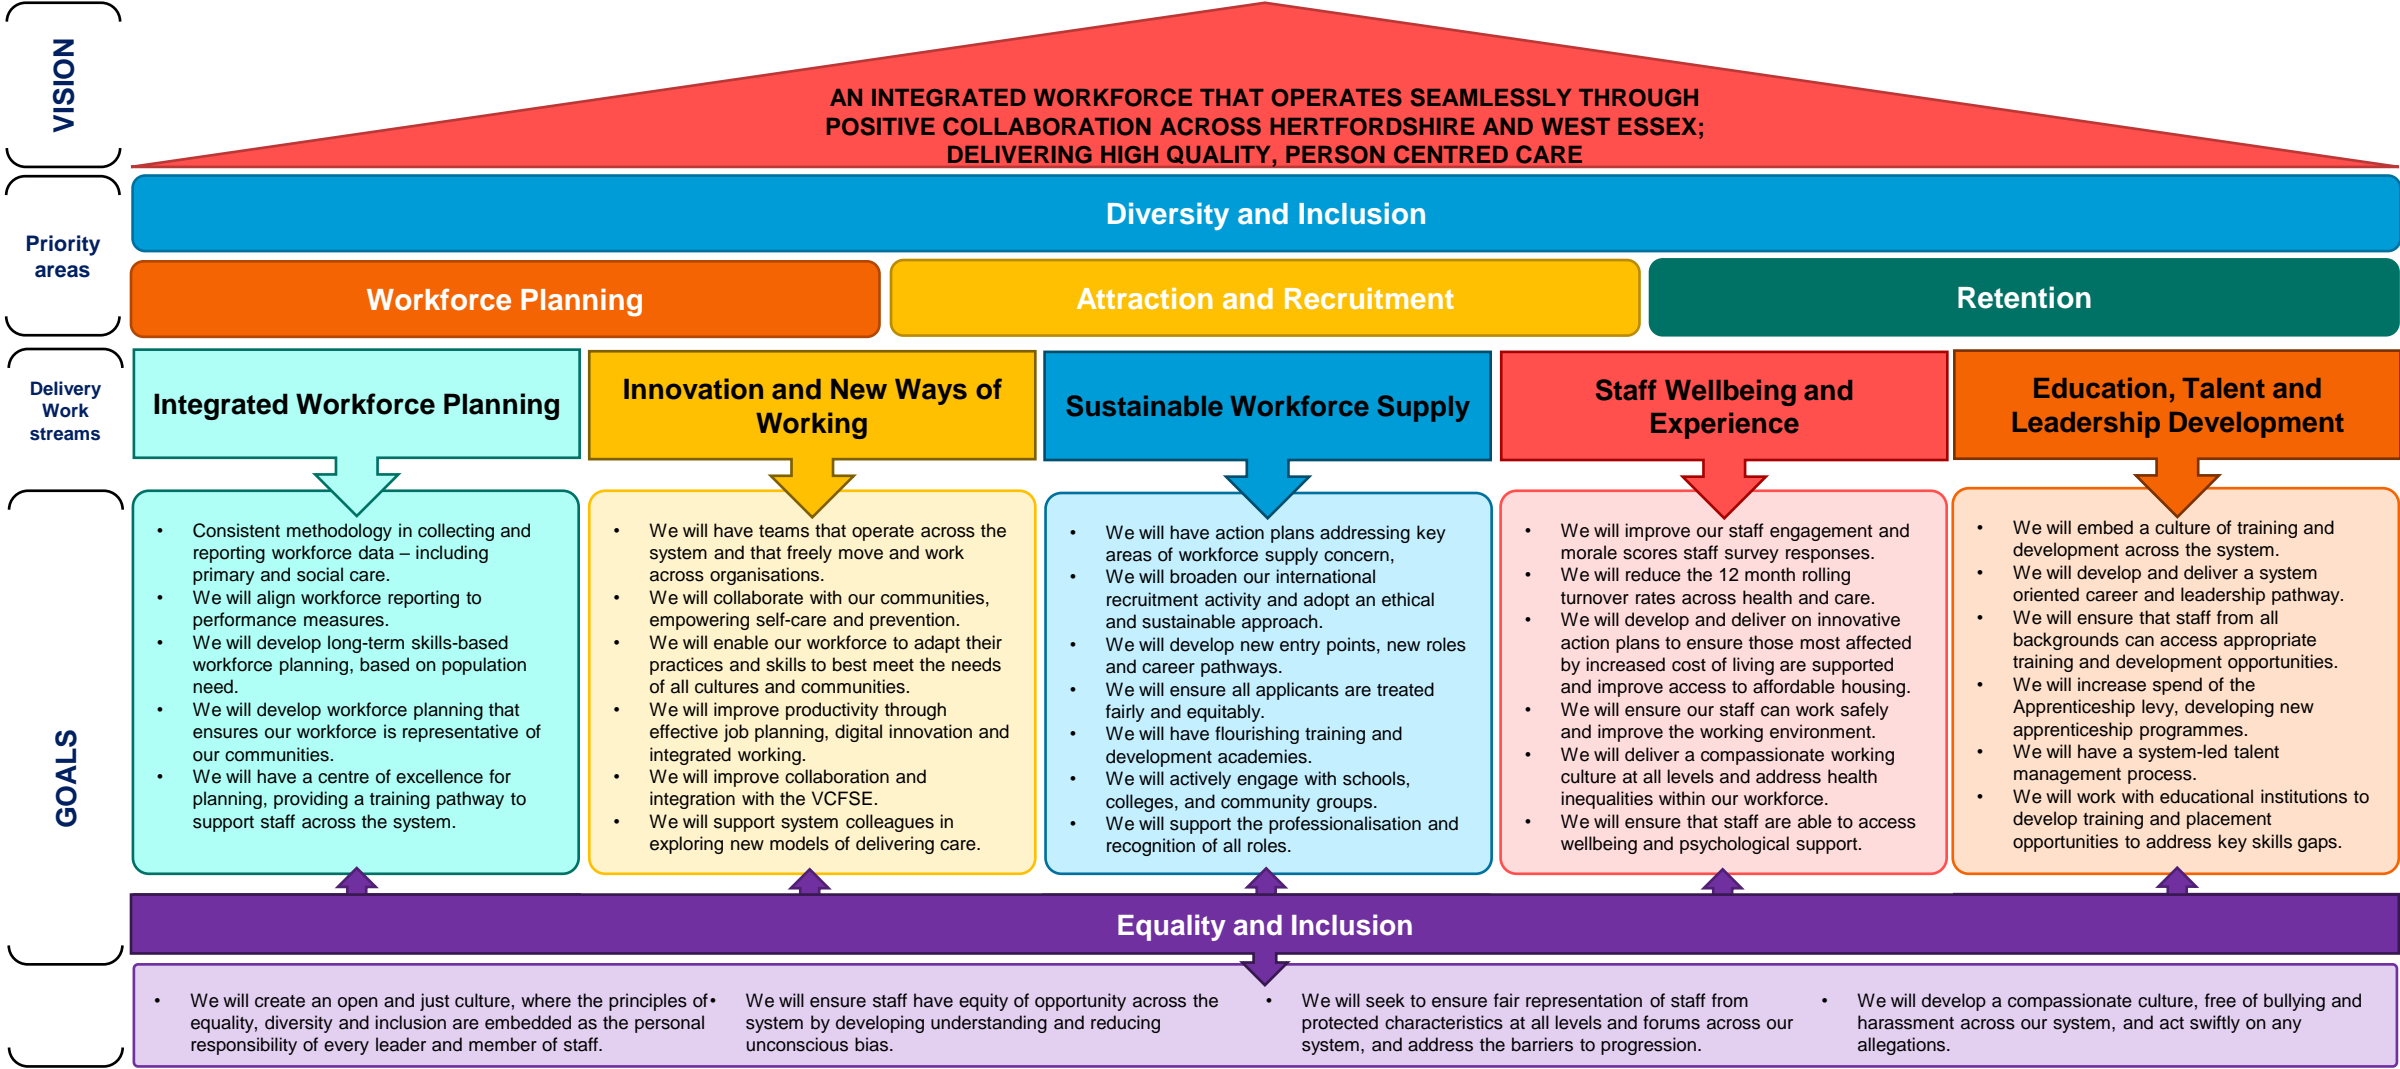 VISION
AN INTEGRATED WORKFORCE THAT OPERATES SEAMLESSLY THROUGH
POSITIVE COLLABORATION ACROSS HERTFORDSHIRE AND WEST ESSEX;
DELIVERING HIGH QUALITY, PERSON CENTRED CARE
Priority
areas
Diversity and Inclusion
Workforce Planning
Attraction and Recruitment
Retention
Delivery
Work
streams
Integrated Workforce Planning
Innovation and New Ways of
Working
Sustainable Workforce Supply
Staff Wellbeing and
Experience
Education, Talent and
Leadership Development
GOALS
• Consistent methodology in collecting and
reporting workforce data – including
primary and social care.
• We will align workforce reporting to
performance measures.
• We will develop long-term skills-based
workforce planning, based on population
need.
• We will develop workforce planning that
ensures our workforce is representative of
our communities.
• We will have a centre of excellence for
planning, providing a training pathway to
support staff across the system.
• We will have teams that operate across the
system and that freely move and work
across organisations.
• We will collaborate with our communities,
empowering self-care and prevention.
• We will enable our workforce to adapt their
practices and skills to best meet the needs
of all cultures and communities.
• We will improve productivity through
effective job planning, digital innovation and
integrated working.
• We will improve collaboration and
integration with the VCFSE.
• We will support system colleagues in
exploring new models of delivering care.
• We will have action plans addressing key
areas of workforce supply concern,
• We will broaden our international
recruitment activity and adopt an ethical
and sustainable approach.
• We will develop new entry points, new roles
and career pathways.
• We will ensure all applicants are treated
fairly and equitably.
• We will have flourishing training and
development academies.
• We will actively engage with schools,
colleges, and community groups.
• We will support the professionalisation and
recognition of all roles.
• We will improve our staff engagement and
morale scores staff survey responses.
• We will reduce the 12 month rolling
turnover rates across health and care.
• We will develop and deliver on innovative
action plans to ensure those most affected
by increased cost of living are supported
and improve access to affordable housing.
• We will ensure our staff can work safely
and improve the working environment.
• We will deliver a compassionate working
culture at all levels and address health
inequalities within our workforce.
• We will ensure that staff are able to access
wellbeing and psychological support.
• We will embed a culture of training and
development across the system.
• We will develop and deliver a system
oriented career and leadership pathway.
• We will ensure that staff from all
backgrounds can access appropriate
training and development opportunities.
• We will increase spend of the
Apprenticeship levy, developing new
apprenticeship programmes.
• We will have a system-led talent
management process.
• We will work with educational institutions to
develop training and placement
opportunities to address key skills gaps.
Equality and Inclusion
• We will create an open and just culture, where the principles of
equality, diversity and inclusion are embedded as the personal
responsibility of every leader and member of staff.
• We will ensure staff have equity of opportunity across the
system by developing understanding and reducing
unconscious bias.
• We will seek to ensure fair representation of staff from
protected characteristics at all levels and forums across our
system, and address the barriers to progression.
• We will develop a compassionate culture, free of bullying and
harassment across our system, and act swiftly on any
allegations.